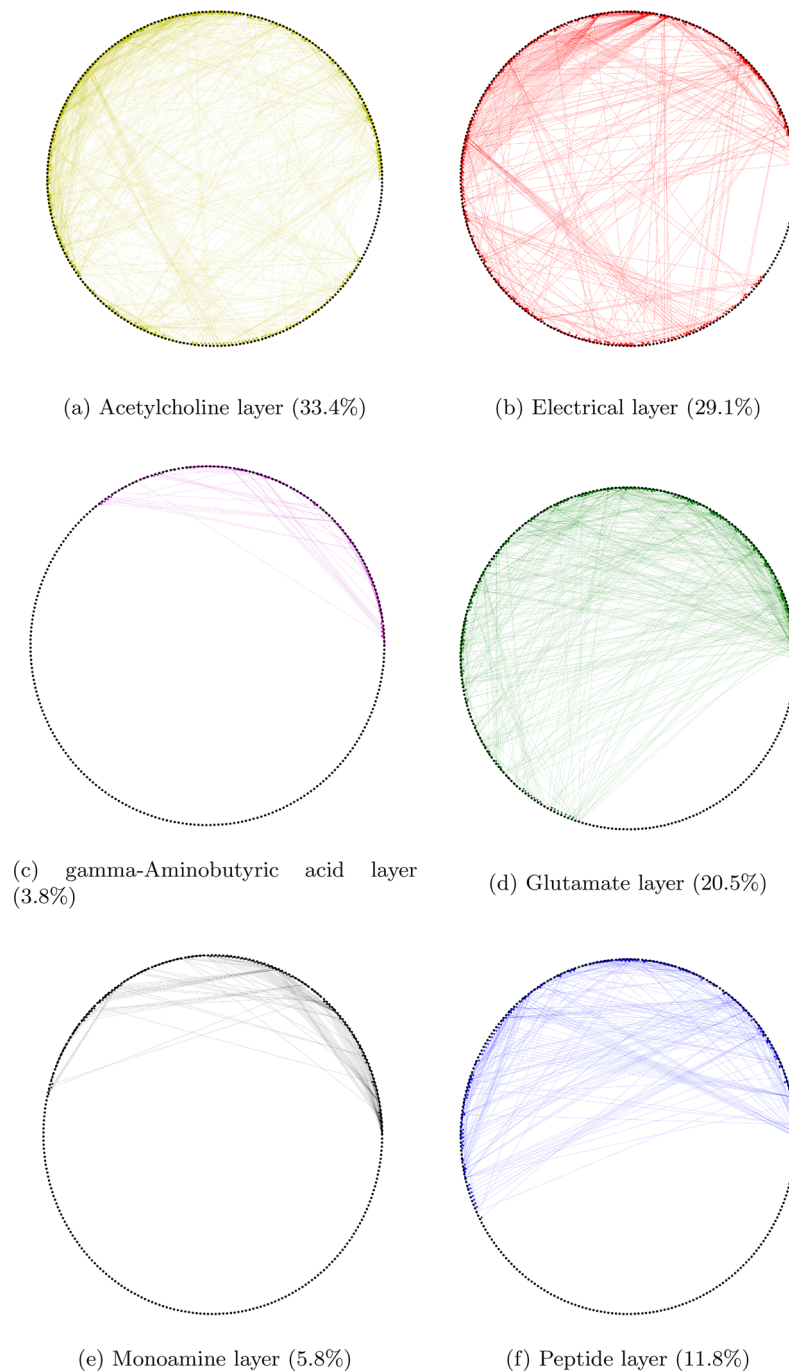 (a) Acetylcholine layer (33.4%)
(b) Electrical layer (29.1%)
(c) gamma-Aminobutyric acid layer
(3.8%)
(d) Glutamate layer (20.5%)
(e) Monoamine layer (5.8%)
(f) Peptide layer (11.8%)